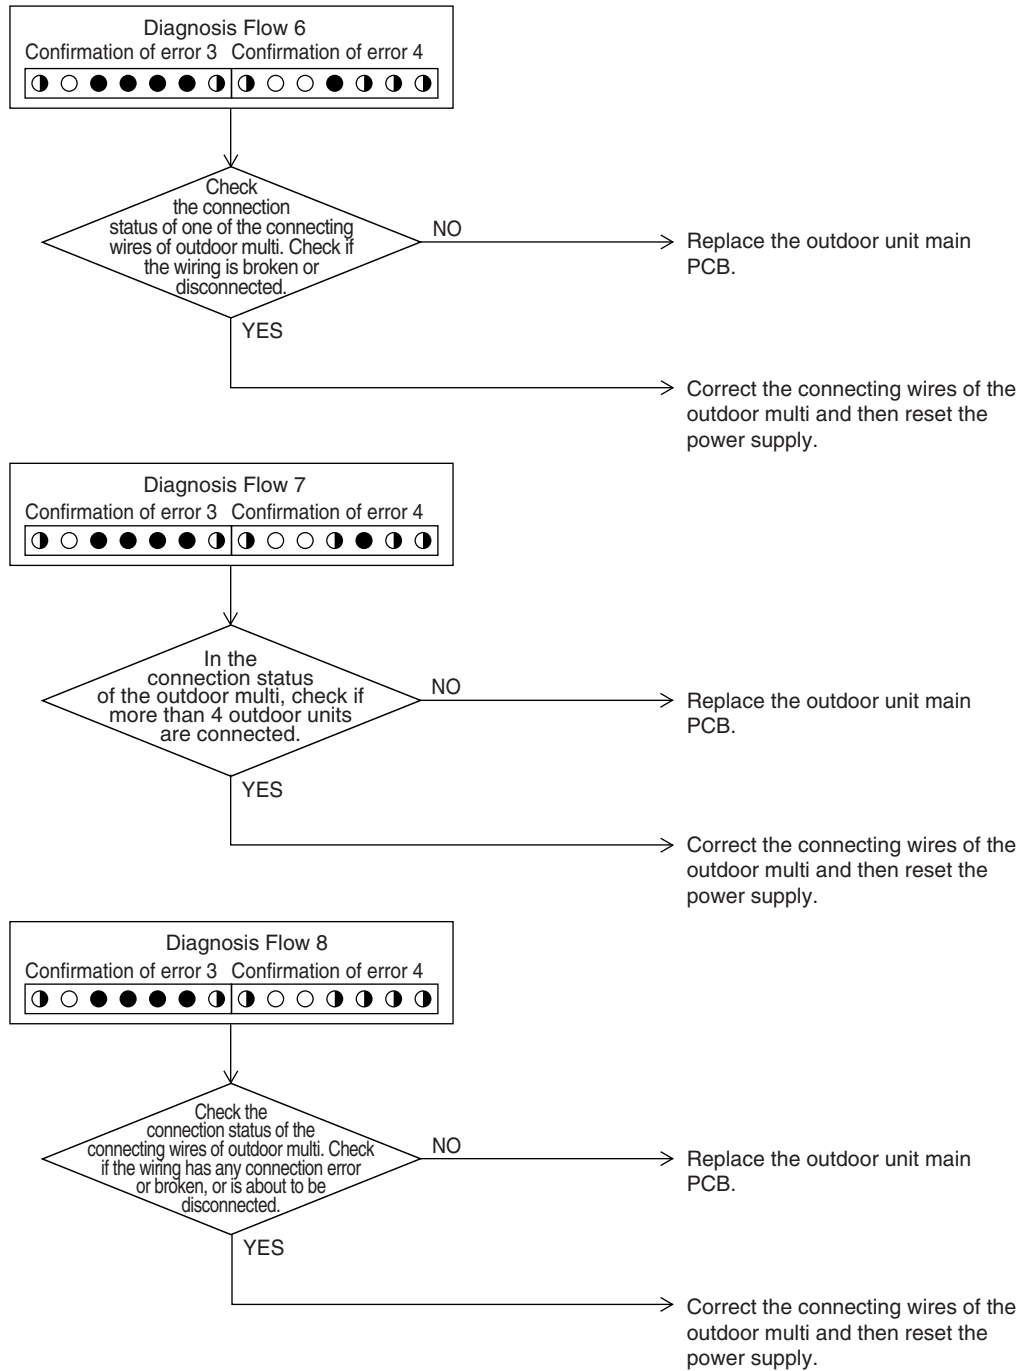 Diagnosis Flow 6
Confirmation of error 3 Confirmation of error 4
Check
the connection
status of one of the connecting
wires of outdoor multi. Check if
the wiring is broken or
disconnected.
NO
Replace the outdoor unit main
PCB.
YES
Correct the connecting wires of the
outdoor multi and then reset the
power supply.
Diagnosis Flow 7
Confirmation of error 3 Confirmation of error 4
In the
connection status
of the outdoor multi, check if
more than 4 outdoor units
are connected.
NO
Replace the outdoor unit main
PCB.
YES
Correct the connecting wires of the
outdoor multi and then reset the
power supply.
Diagnosis Flow 8
Confirmation of error 3 Confirmation of error 4
Check the
connection status of the
connecting wires of outdoor multi. Check
if the wiring has any connection error
or broken, or is about to be
disconnected.
NO
Replace the outdoor unit main
PCB.
YES
Correct the connecting wires of the
outdoor multi and then reset the
power supply.